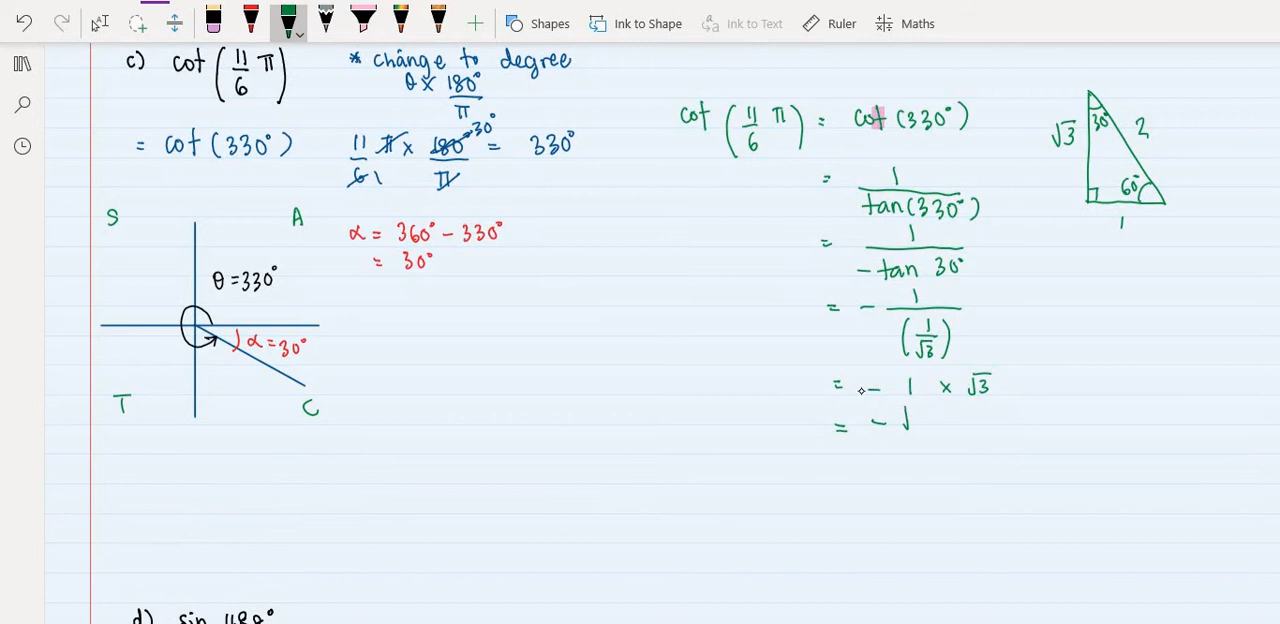 Shapes Ink to Shape Ink to Text Ruler Maths
c) cot (11/6 π)
* change to degree
θ × 180°/π
= cot (330°)
11/6 π × 180°/π = 330°
30°
1
S A
θ = 330°
α = 30°
T C
α = 360° - 330°
= 30°
cot (11/6 π) = cot (330°)
= 1/tan(330°)
= 1/- tan 30°
= - 1/(1/√3)
= - 1 × √3
= - √
√3 30° 2
60°
1
d) sin